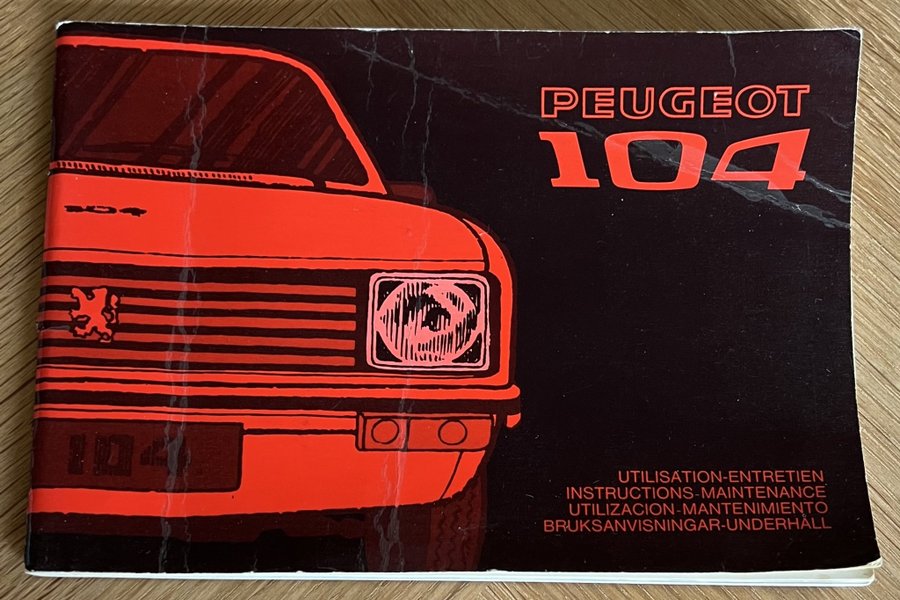 PEUGEOT
104
104
104
UTILISATION-ENTRETIEN
INSTRUCTIONS-MAINTENANCE
UTILIZACION-MANTENIMIENTO
BRUKSANVISNINGAR-UNDERHÅLL